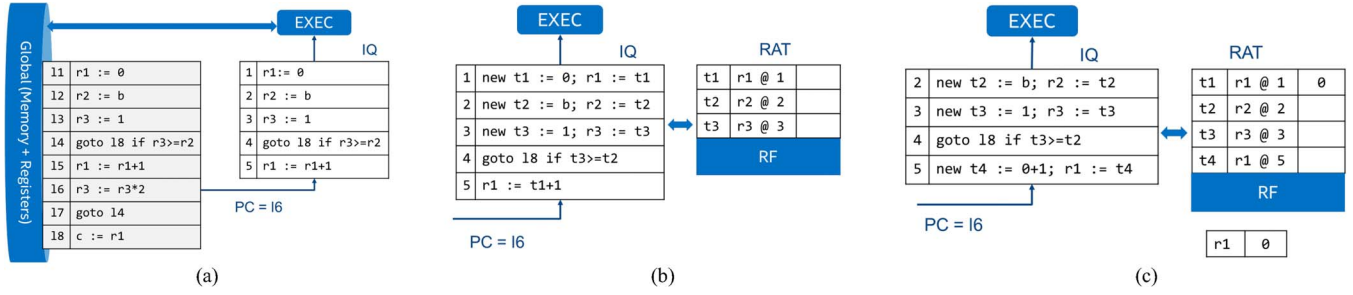 Global (Memory + Registers)
EXEC
IQ
l1 r1 := 0
l2 r2 := b
l3 r3 := 1
l4 goto l8 if r3>=r2
l5 r1 := r1+1
l6 r3 := r3*2
l7 goto l4
l8 c := r1
1 r1:= 0
2 r2 := b
3 r3 := 1
4 goto l8 if r3>=r2
5 r1 := r1+1
PC = l6
(a)
EXEC
IQ
RAT
1 new t1 := 0; r1 := t1
2 new t2 := b; r2 := t2
3 new t3 := 1; r3 := t3
4 goto l8 if t3>=t2
5 r1 := t1+1
t1 r1 @ 1
t2 r2 @ 2
t3 r3 @ 3
RF
PC = l6
(b)
EXEC
IQ
RAT
2 new t2 := b; r2 := t2
3 new t3 := 1; r3 := t3
4 goto l8 if t3>=t2
5 new t4 := 0+1; r1 := t4
t1 r1 @ 1 0
t2 r2 @ 2
t3 r3 @ 3
t4 r1 @ 5
RF
PC = l6
r1 0
(c)